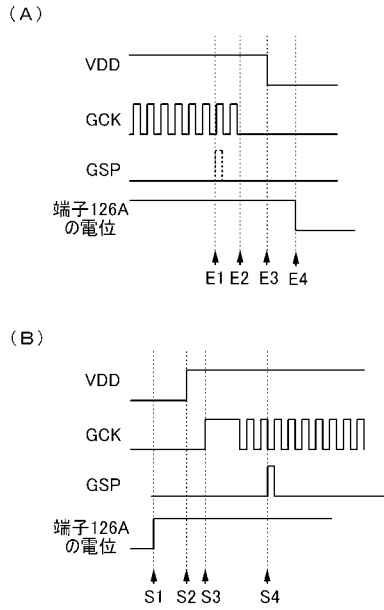 (A)
VDD
GCK
GSP
端子126A
の電位
E1 E2 E3 E4
(B)
VDD
GCK
GSP
端子126A
の電位
S1 S2 S3 S4